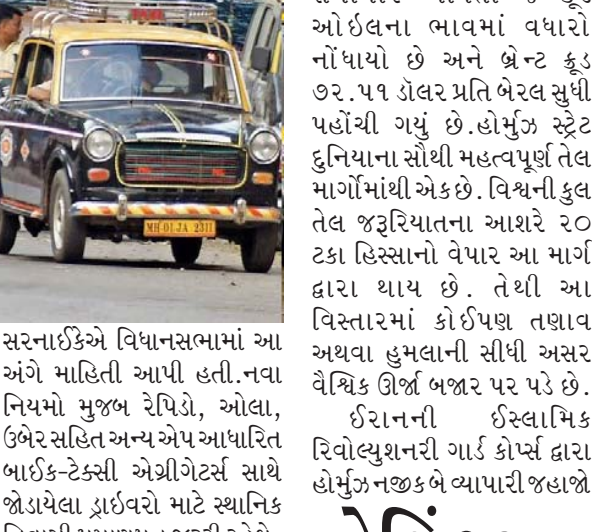 MH 01 JA 2311
સરનાઈકેએ વિધાનસભામાં આ
અંગે માહિતી આપી હતી.નવા
નિયમો મુજબ રેપિડો, ઓલા,
ઉબેર સહિત અન્ય એપ આધારિત
બાઈક-ટેક્સી એગ્રીગેટર્સ સાથે
જોડાયેલા ડ્રાઇવરો માટે સ્થાનિક
ઓઇલના ભાવમાં વધારો
નોંધાયો છે અને બ્રેન્ટ ક્રૂડ
૭૨.૫૧ ડૉલર પ્રતિ બેરલ સુધી
પહોંચી ગયું છે.હોર્મુઝ સ્ટ્રેટ
દુનિયાના સૌથી મહત્વપૂર્ણ તેલ
માર્ગોમાંથી એક છે. વિશ્વની કુલ
તેલ જરૂરિયાતના આશરે ૨૦
ટકા હિસ્સાનો વેપાર આ માર્ગ
દ્વારા થાય છે. તેથી આ
વિસ્તારમાં કોઈપણ તણાવ
અથવા હુમલાની સીધી અસર
વૈશ્વિક ઊર્જા બજાર પર પડે છે.
ઈરાનની ઈસ્લામિક
રિવોલ્યુશનરી ગાર્ડ કોર્પ્સ દ્વારા
હોર્મુઝ નજીક બે વ્યાપારી જહાજો